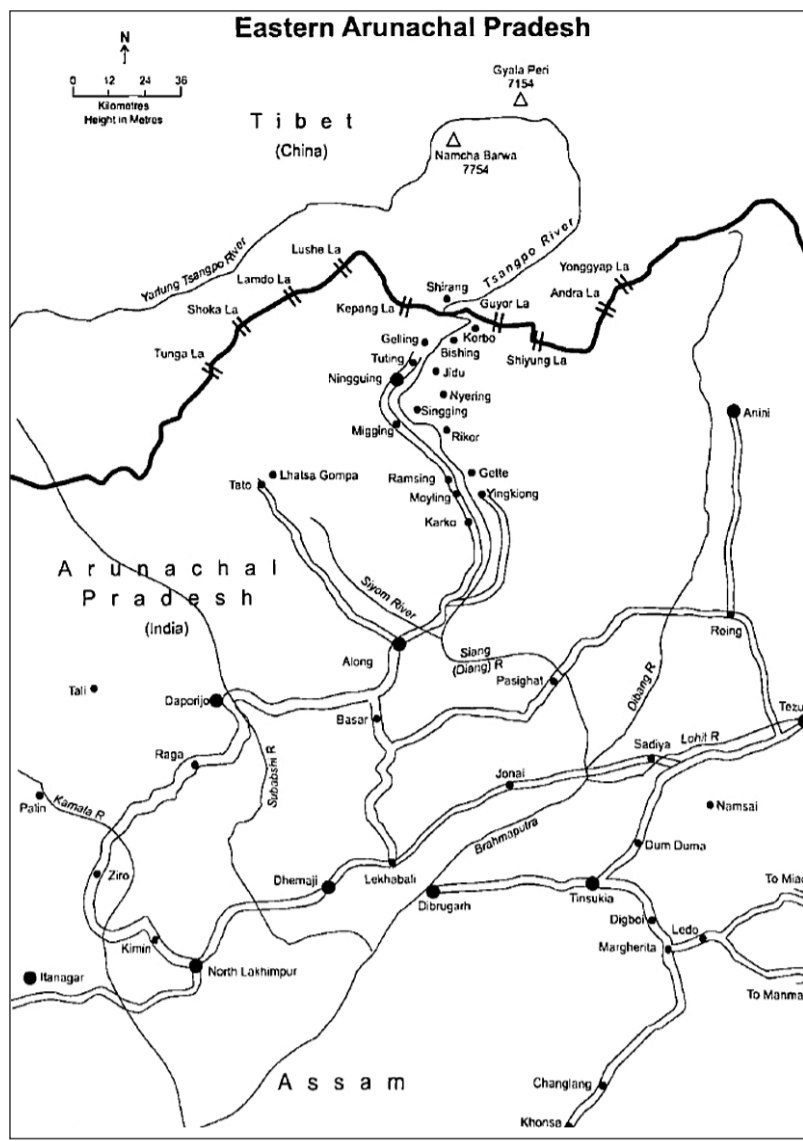 Eastern Arunachal Pradesh
N
0 12 24 36
Kilometres
Height in Metres
Gyala Peri
7154
Tibet
(China)
Namcha Barwa
7754
Yarlung Tsangpo River
Tsangpo River
Lushe La
Lamdo La
Shoka La
Tunga La
Kepang La
Shirang
Guyor La
Yonggyap La
Andra La
Shiyung La
Korbo
Gelling
Bishing
Tuting
Ningguing
Jidu
Nyering
Singging
Migging
Rikor
Anini
Lhatsa Gompa
Tato
Ramsing
Gette
Moyling
Yingkiong
Karko
Arunachal
Pradesh
(India)
Siyom River
Siang
(Diang) R
Along
Pasighat
Roing
Dibang R
Tali
Daporijo
Basar
Tezu
Raga
Subabshi R
Sadiya
Lohit R
Jonai
Palin
Kamala R
Namsai
Brahmaputra
Dum Duma
Ziro
Dhemaji
Lekhabali
Dibrugarh
Tinsukia
To Miao
Digboi
Ledo
Kimin
Margherita
Itanagar
North Lakhimpur
To Manma
Assam
Changlang
Khonsa